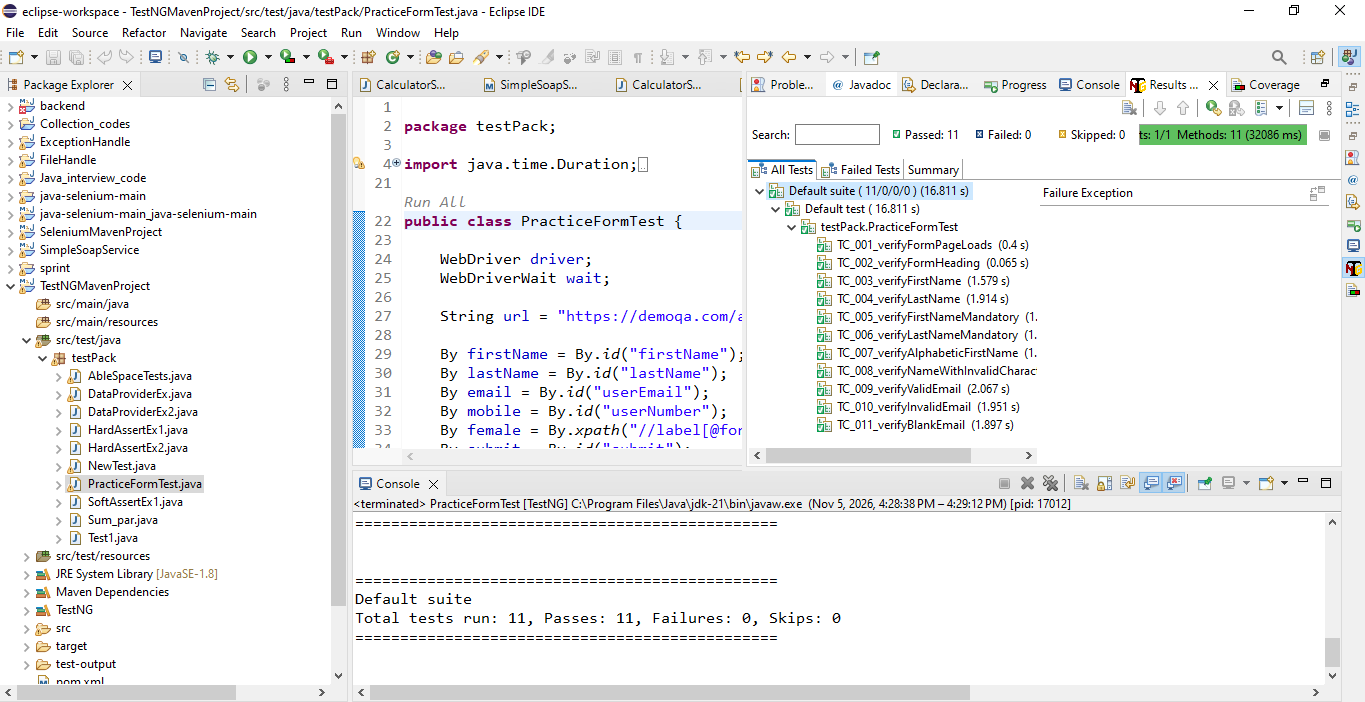 eclipse-workspace - TestNGMavenProject/src/test/java/testPack/PracticeFormTest.java - Eclipse IDE
File Edit Source Refactor Navigate Search Project Run Window Help
Package Explorer
backend
Collection_codes
ExceptionHandle
FileHandle
Java_interview_code
java-selenium-main
java-selenium-main_java-selenium-main
SeleniumMavenProject
SimpleSoapService
sprint
TestNGMavenProject
src/main/java
src/main/resources
src/test/java
testPack
AbleSpaceTests.java
DataProviderEx.java
DataProviderEx2.java
HardAssertEx1.java
HardAssertEx2.java
NewTest.java
PracticeFormTest.java
SoftAssertEx1.java
Sum_par.java
Test1.java
src/test/resources
JRE System Library [JavaSE-1.8]
Maven Dependencies
TestNG
src
target
test-output
pom.xml
CalculatorS... SimpleSoapS... CalculatorS...
1
2 package testPack;
3
4 import java.time.Duration;
21
Run All
22 public class PracticeFormTest {
23
24 WebDriver driver;
25 WebDriverWait wait;
26
27 String url = "https://demoqa.com/a
28
29 By firstName = By.id("firstName");
30 By lastName = By.id("lastName");
31 By email = By.id("userEmail");
32 By mobile = By.id("userNumber");
33 By female = By.xpath("//label[@for
34 By submit = By.id("submit");
Proble... Javadoc Declara... Progress Console Results ... Coverage
Search: Passed: 11 Failed: 0 Skipped: 0 ts: 1/1 Methods: 11 (32086 ms)
All Tests Failed Tests Summary
Default suite ( 11/0/0/0 ) (16.811 s)
Default test ( 16.811 s)
testPack.PracticeFormTest
TC_001_verifyFormPageLoads (0.4 s)
TC_002_verifyFormHeading (0.065 s)
TC_003_verifyFirstName (1.579 s)
TC_004_verifyLastName (1.914 s)
TC_005_verifyFirstNameMandatory (1.
TC_006_verifyLastNameMandatory (1.
TC_007_verifyAlphabeticFirstName (1.
TC_008_verifyNameWithInvalidCharac
TC_009_verifyValidEmail (2.067 s)
TC_010_verifyInvalidEmail (1.951 s)
TC_011_verifyBlankEmail (1.897 s)
Failure Exception
Console
<terminated> PracticeFormTest [TestNG] C:\Program Files\Java\jdk-21\bin\javaw.exe (Nov 5, 2026, 4:28:38 PM – 4:29:12 PM) [pid: 17012]
===============================================
===============================================
Default suite
Total tests run: 11, Passes: 11, Failures: 0, Skips: 0
===============================================